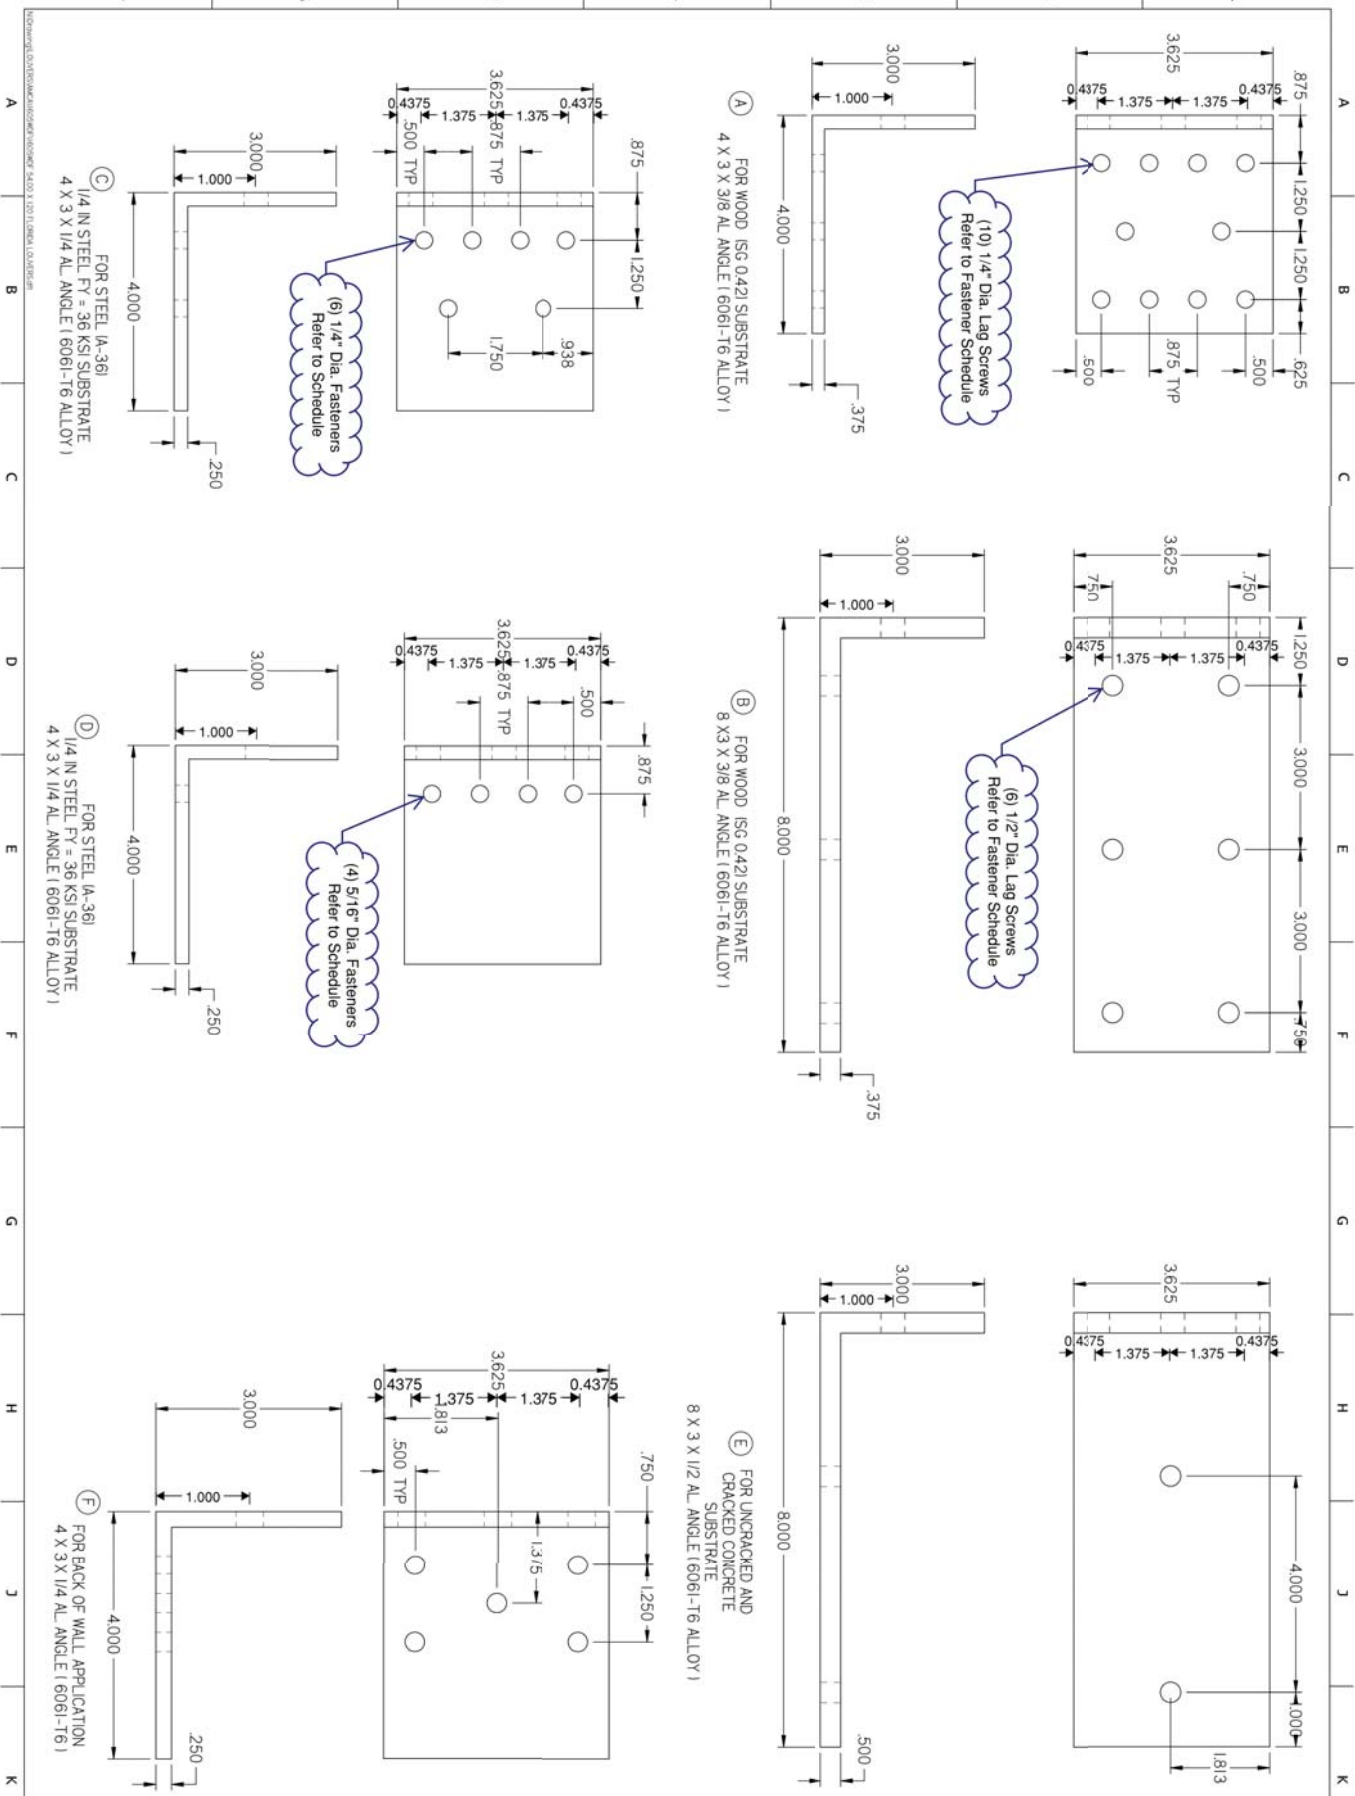 A
B
C
D
E
F
G
H
J
K
3.625
.875
0.4375
1.375
1.375
0.4375
1.250
1.250
.625
.500
.875 TYP
.500
(10) 1/4" Dia. Lag Screws
Refer to Fastener Schedule
3.000
1.000
4.000
.375
A FOR WOOD (SG 0.42) SUBSTRATE
4 X 3 X 3/8 AL. ANGLE ( 6061-T6 ALLOY )
3.625
.750
.750
1.250
3.000
3.000
.750
0.4375
1.375
1.375
0.4375
(6) 1/2" Dia. Lag Screws
Refer to Fastener Schedule
3.000
1.000
8.000
.375
B FOR WOOD (SG 0.42) SUBSTRATE
8 X3 X 3/8 AL. ANGLE ( 6061-T6 ALLOY )
3.625
0.4375
1.375
1.375
0.4375
4.000
1.000
1.813
3.000
1.000
8.000
.500
E FOR UNCRACKED AND
CRACKED CONCRETE
SUBSTRATE
8 X 3 X 1/2 AL. ANGLE ( 6061-T6 ALLOY )
3.625
0.4375
1.375
1.375
0.4375
.875
1.250
.500 TYP
.875 TYP
1.750
.938
(6) 1/4" Dia. Fasteners
Refer to Schedule
3.000
1.000
4.000
.250
C FOR STEEL (A-36)
1/4 IN STEEL FY = 36 KSI SUBSTRATE
4 X 3 X 1/4 AL. ANGLE ( 6061-T6 ALLOY )
3.625
0.4375
1.375
1.375
0.4375
.875 TYP
.500
.875
(4) 5/16" Dia. Fasteners
Refer to Schedule
3.000
1.000
4.000
.250
D FOR STEEL (A-36)
1/4 IN STEEL FY = 36 KSI SUBSTRATE
4 X 3 X 1/4 AL. ANGLE ( 6061-T6 ALLOY )
3.625
0.4375
1.375
1.375
0.4375
1.813
.500 TYP
.750
1.250
1.375
3.000
1.000
4.000
.250
F FOR BACK OF WALL APPLICATION
4 X 3 X 1/4 AL. ANGLE ( 6061-T6 )
A
B
C
D
E
F
G
H
J
K